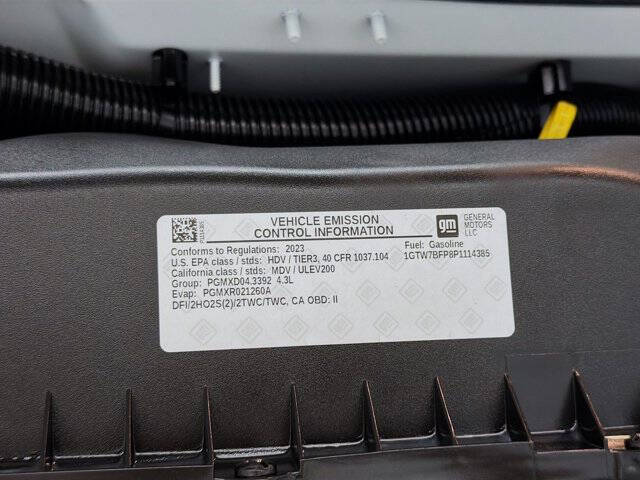 VEHICLE EMISSION
CONTROL INFORMATION
gm
GENERAL
MOTORS
LLC
Conforms to Regulations: 2023
Fuel: Gasoline
U.S. EPA class / stds: HDV / TIER3, 40 CFR 1037.104
1GTW7BFP8P1114385
California class / stds: MDV / ULEV200
Group: PGMXD04.3392 4.3L
Evap: PGMXR021260A
DFI/2HO2S(2)/2TWC/TWC, CA OBD: II